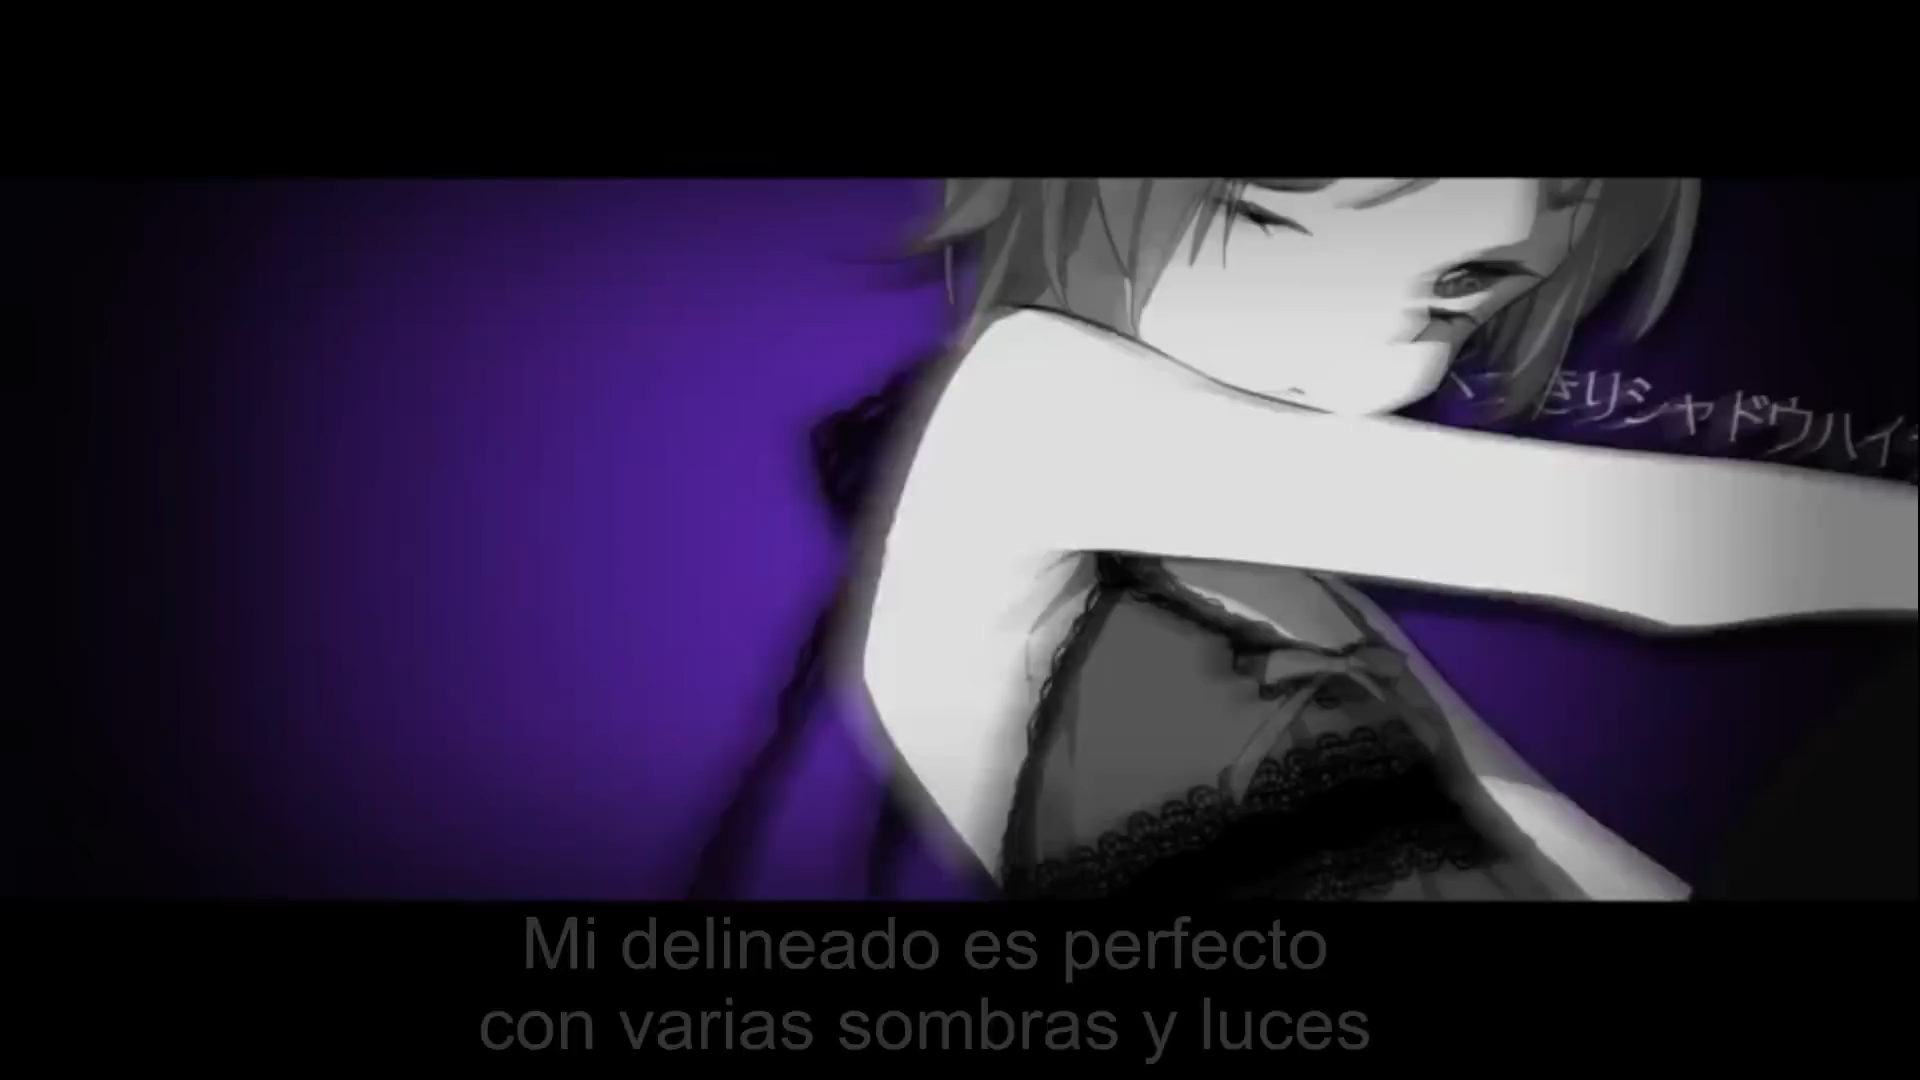 きりシャドウハイ
Mi delineado es perfecto
con varias sombras y luces